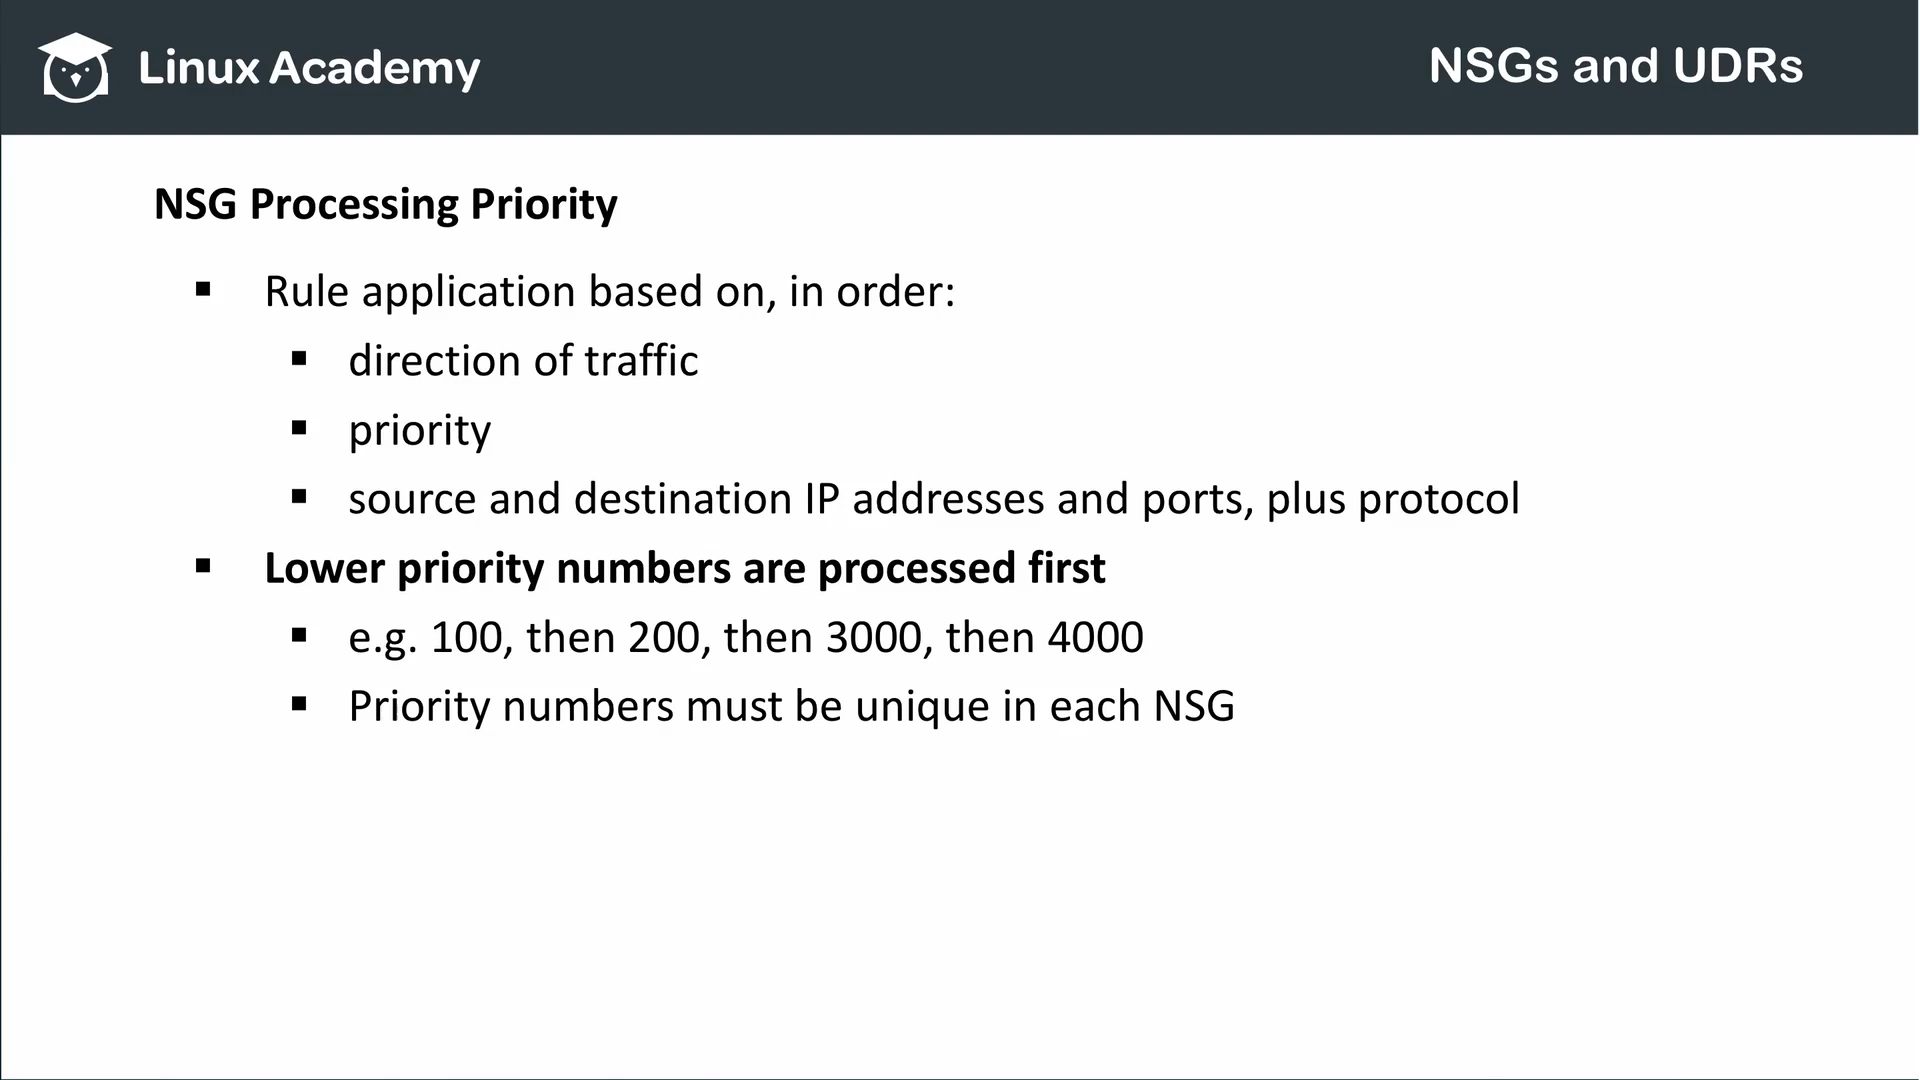 Linux Academy
NSGs and UDRs
NSG Processing Priority
▪ Rule application based on, in order:
▪ direction of traffic
▪ priority
▪ source and destination IP addresses and ports, plus protocol
▪ Lower priority numbers are processed first
▪ e.g. 100, then 200, then 3000, then 4000
▪ Priority numbers must be unique in each NSG